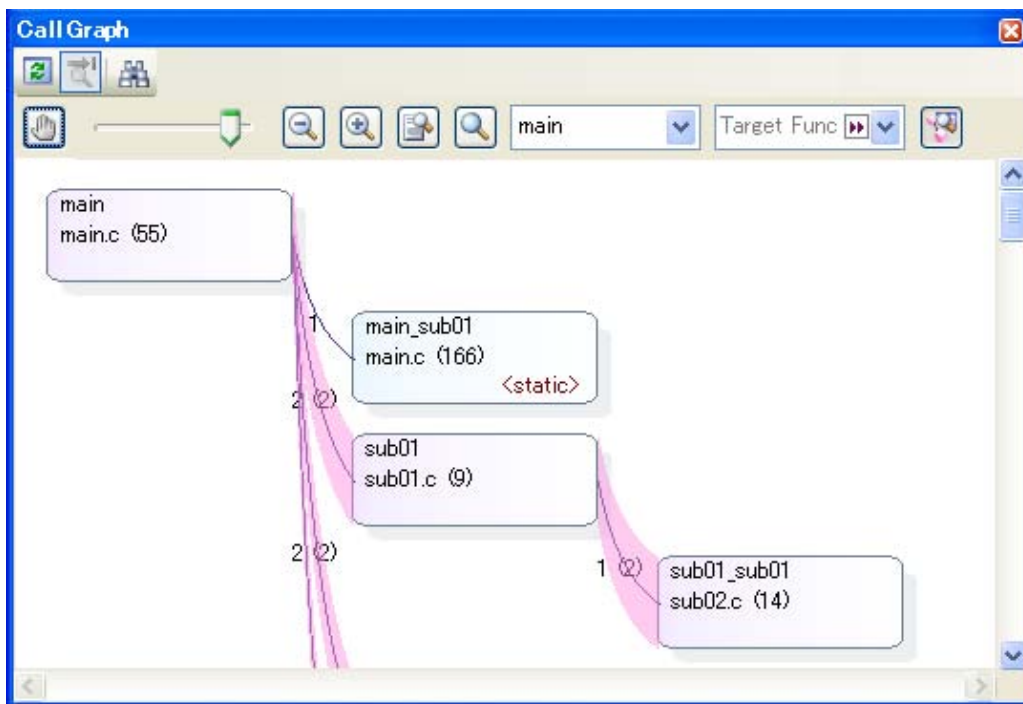 Call Graph
main
Target Func
main
main.c (55)
1
main_sub01
main.c (166)
<static>
2 (2)
sub01
sub01.c (9)
2 (2)
1 (2)
sub01_sub01
sub02.c (14)